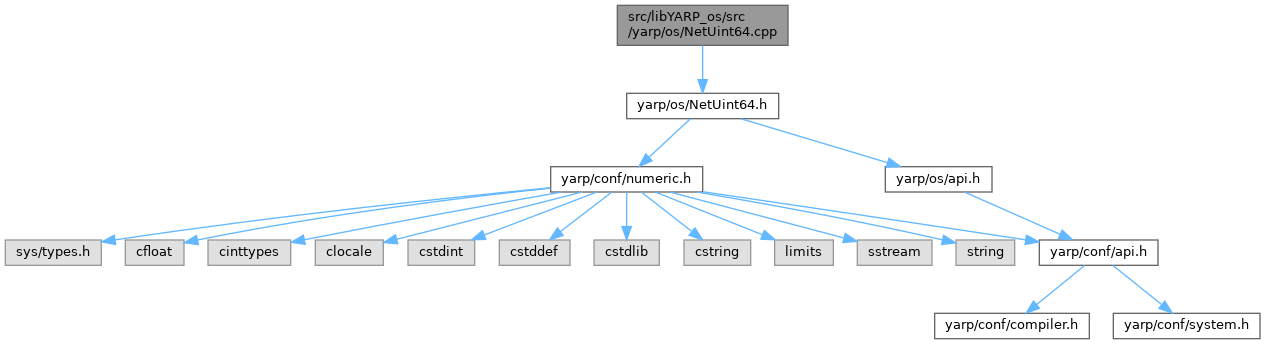 src/libYARP_os/src
/yarp/os/NetUint64.cpp
yarp/os/NetUint64.h
yarp/conf/numeric.h
yarp/os/api.h
sys/types.h
cfloat
cinttypes
clocale
cstdint
cstddef
cstdlib
cstring
limits
sstream
string
yarp/conf/api.h
yarp/conf/compiler.h
yarp/conf/system.h